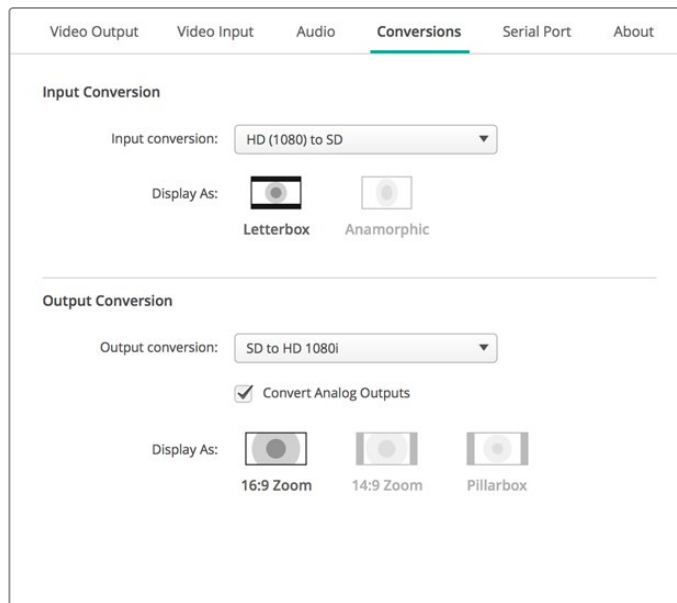 Video Output Video Input Audio Conversions Serial Port About
Input Conversion
Input conversion: HD (1080) to SD
Display As:
Letterbox Anamorphic
Output Conversion
Output conversion: SD to HD 1080i
Convert Analog Outputs
Display As:
16:9 Zoom 14:9 Zoom Pillarbox